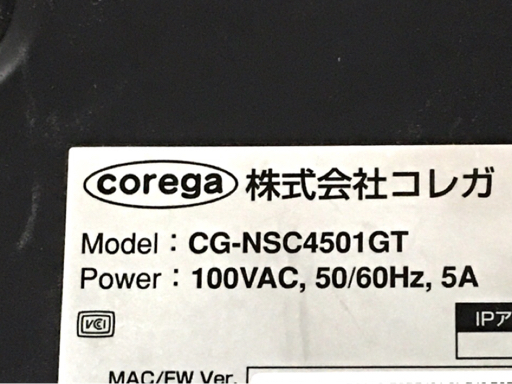 corega 株式会社コレガ
Model : CG-NSC4501GT
Power : 100VAC, 50/60Hz, 5A
VCCI
IPア
MAC/FW Ver.